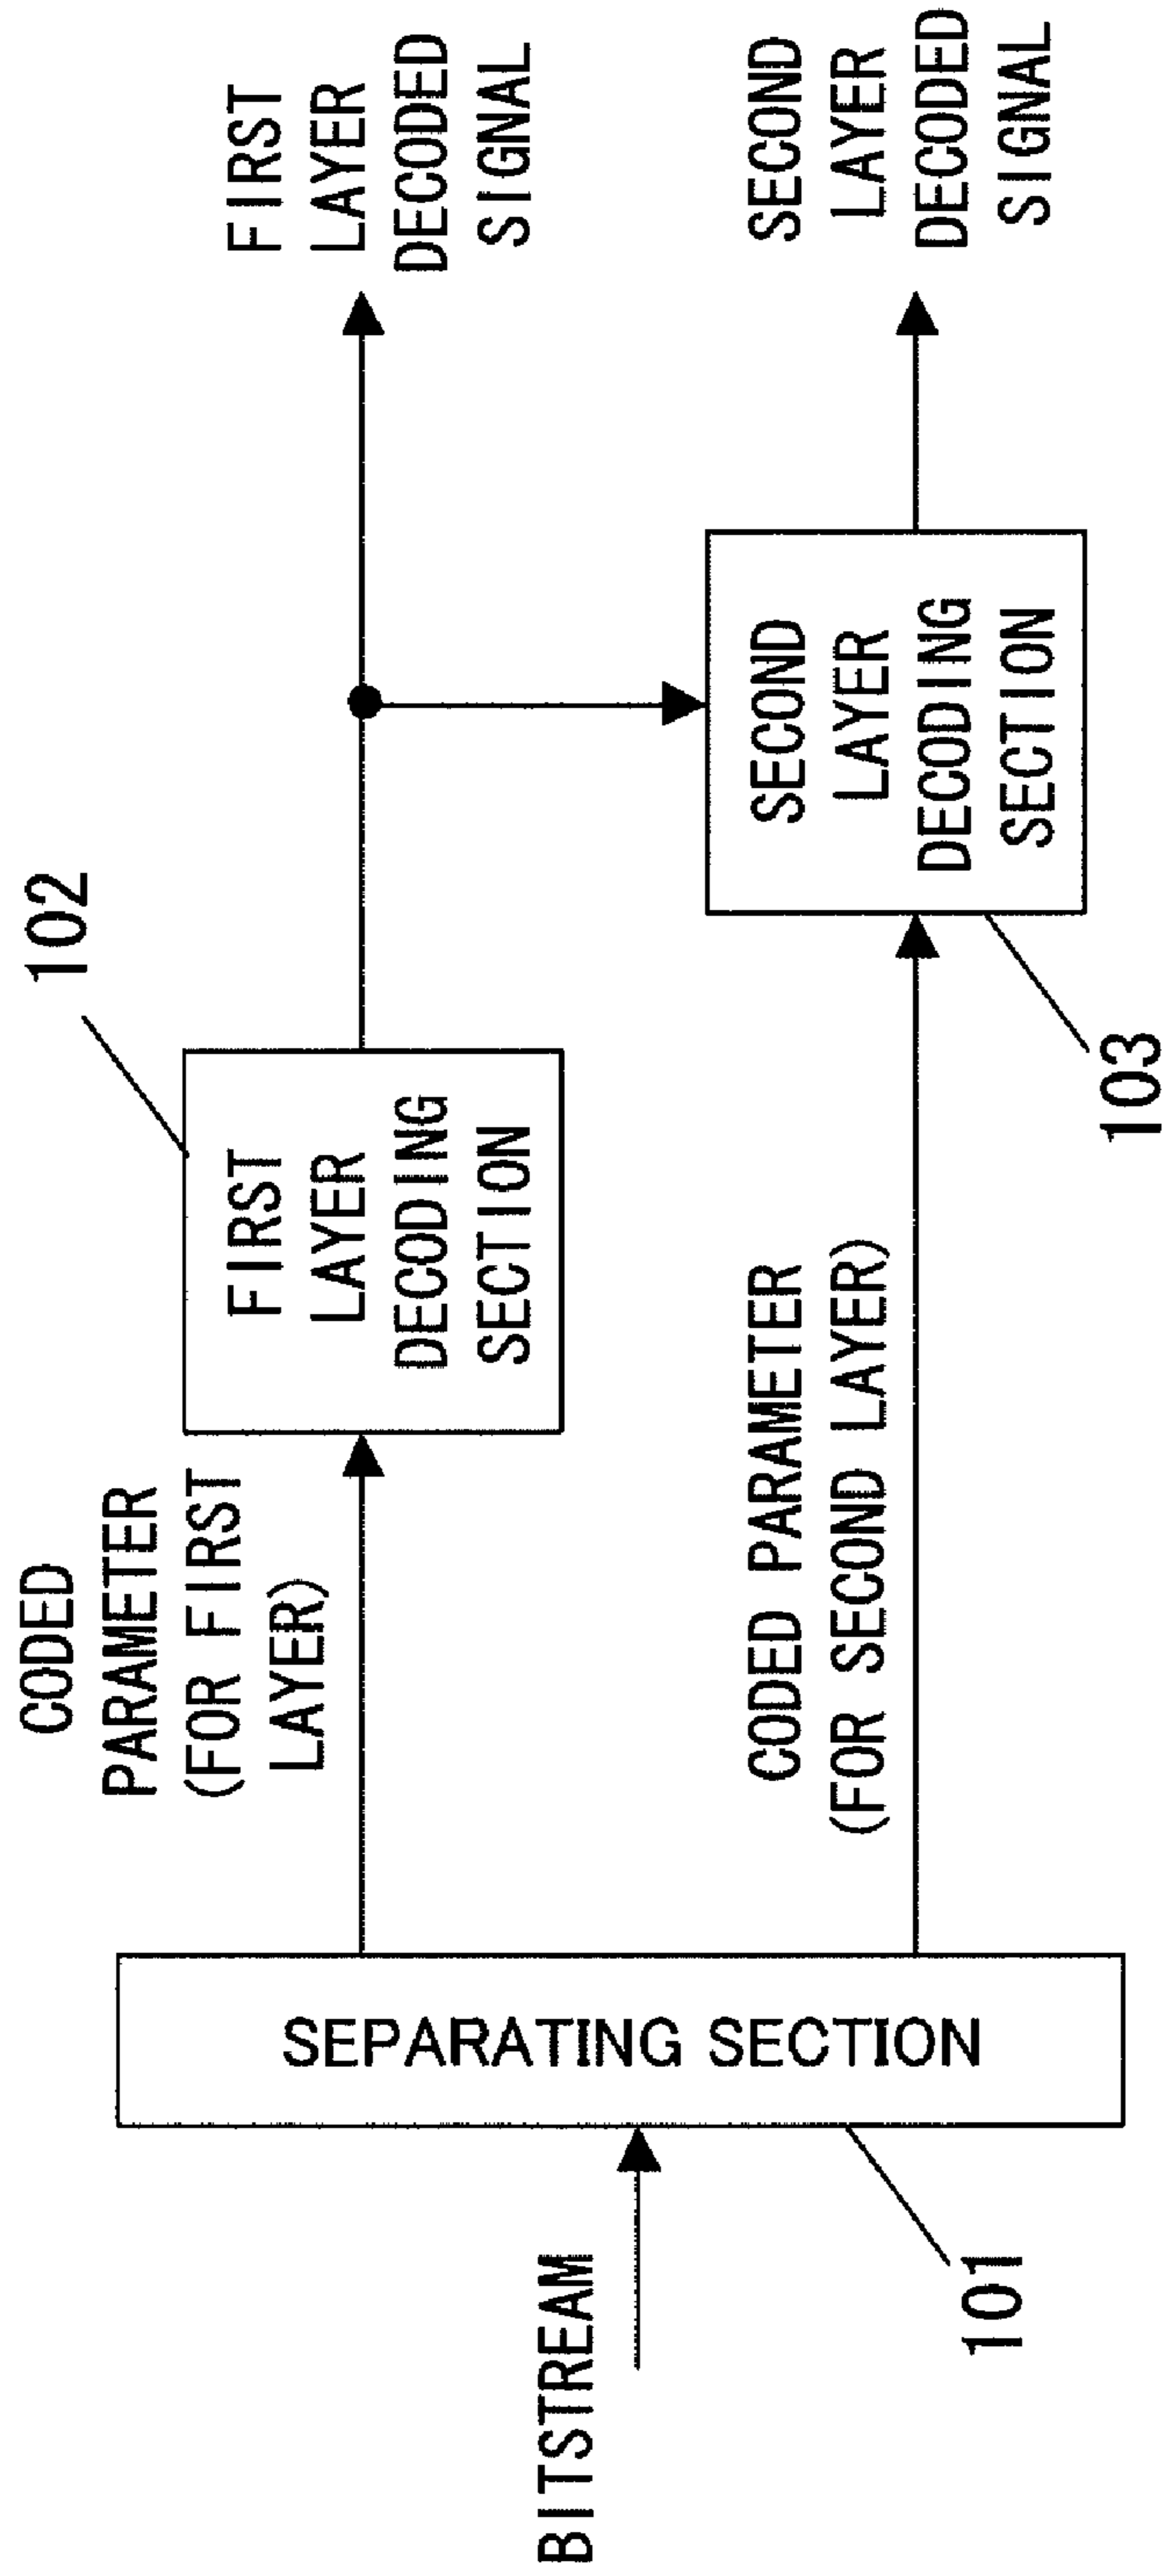 BITSTREAM
101
SEPARATING SECTION
CODED
PARAMETER
(FOR FIRST
LAYER)
102
FIRST
LAYER
DECODING
SECTION
FIRST
LAYER
DECODED
SIGNAL
CODED PARAMETER
(FOR SECOND LAYER)
103
SECOND
LAYER
DECODING
SECTION
SECOND
LAYER
DECODED
SIGNAL